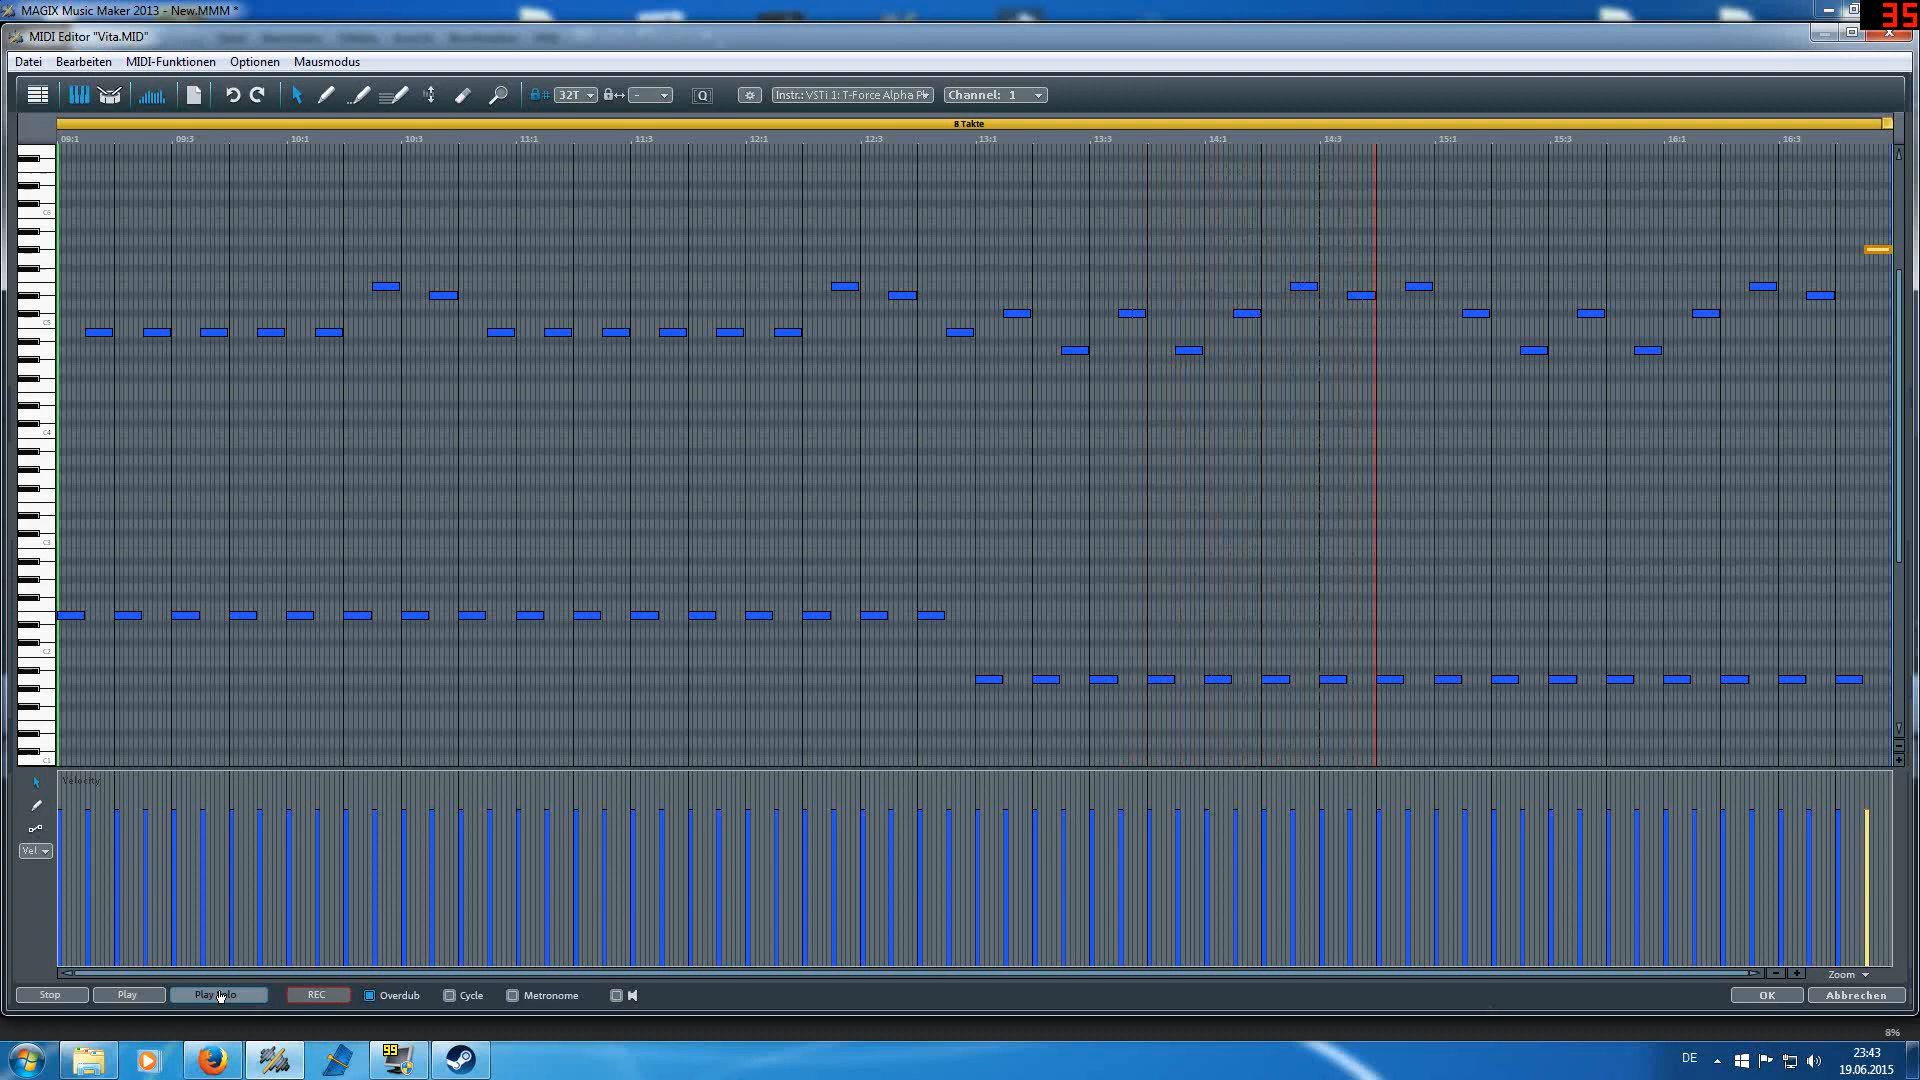 MAGIX Music Maker 2013 - New.MMM *
35
MIDI Editor "Vita.MID"
Datei Bearbeiten MIDI-Funktionen Optionen Mausmodus
32T - Q Instr.: VSTi 1: T-Force Alpha Pl Channel: 1
8 Takte
09:1 09:3 10:1 10:3 11:1 11:3 12:1 12:3 13:1 13:3 14:1 14:3 15:1 15:3 16:1 16:3
C6
C5
C4
C3
C2
C1
Velocity
Vel
Zoom
Stop Play Play REC Overdub Cycle Metronome OK Abbrechen
8%
99
DE
23:43
19.06.2015